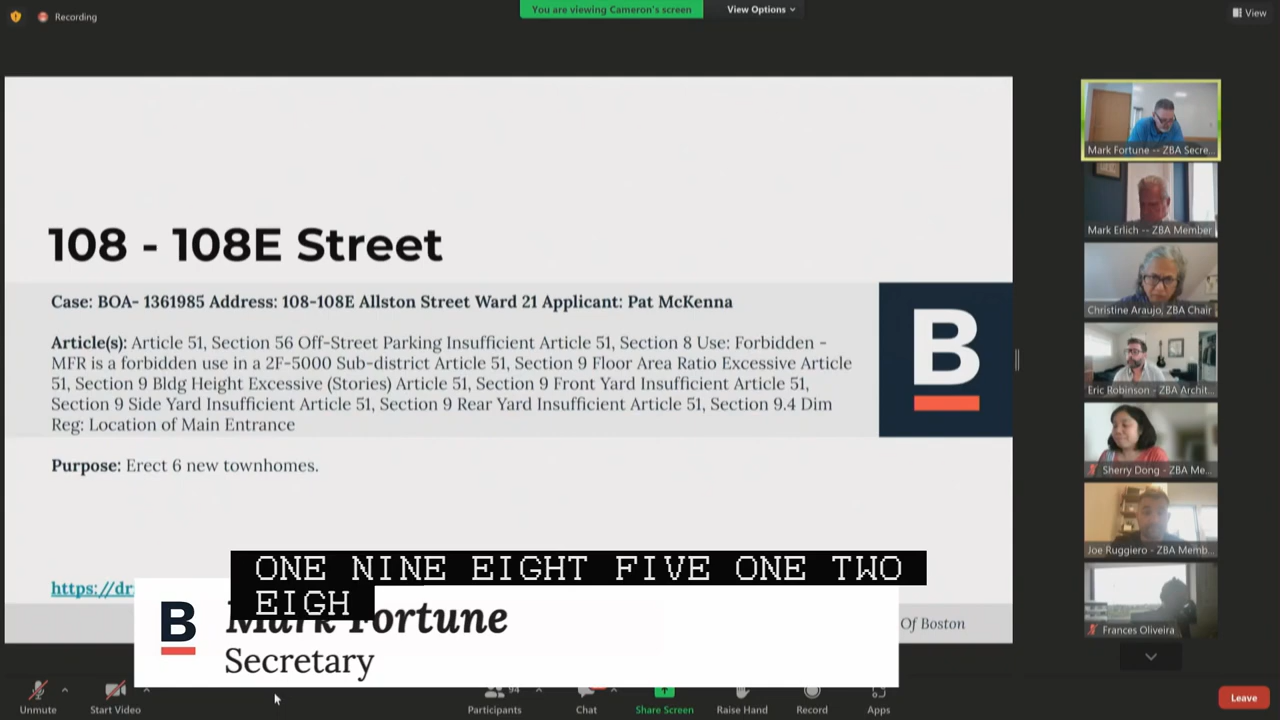 Recording
You are viewing Cameron's screen
View Options
View
108 - 108E Street
Case: BOA- 1361985 Address: 108-108E Allston Street Ward 21 Applicant: Pat McKenna
Article(s): Article 51, Section 56 Off-Street Parking Insufficient Article 51, Section 8 Use: Forbidden -
MFR is a forbidden use in a 2F-5000 Sub-district Article 51, Section 9 Floor Area Ratio Excessive Article
51, Section 9 Bldg Height Excessive (Stories) Article 51, Section 9 Front Yard Insufficient Article 51,
Section 9 Side Yard Insufficient Article 51, Section 9 Rear Yard Insufficient Article 51, Section 9.4 Dim
Reg: Location of Main Entrance
Purpose: Erect 6 new townhomes.
B
https://dr
Of Boston
ONE NINE EIGHT FIVE ONE TWO
EIGH
B
Mark Fortune
Secretary
Mark Fortune -- ZBA Secre...
Mark Erlich -- ZBA Member
Christine Araujo, ZBA Chair
Eric Robinson - ZBA Archit...
Sherry Dong - ZBA Me...
Joe Ruggiero - ZBA Memb...
Frances Oliveira
Unmute
Start Video
94
Participants
Chat
Share Screen
Raise Hand
Record
Apps
Leave